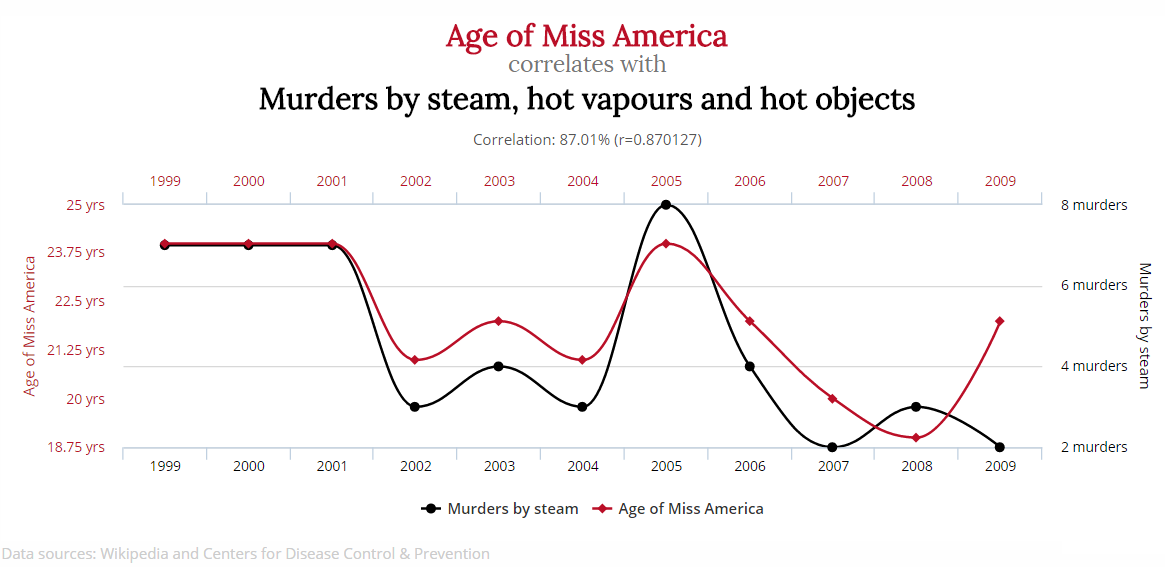 Age of Miss America
correlates with
Murders by steam, hot vapours and hot objects
Correlation: 87.01% (r=0.870127)
1999 2000 2001 2002 2003 2004 2005 2006 2007 2008 2009
25 yrs 8 murders
23.75 yrs
6 murders
22.5 yrs
21.25 yrs
4 murders
20 yrs
18.75 yrs 2 murders
Age of Miss America
Murders by steam
1999 2000 2001 2002 2003 2004 2005 2006 2007 2008 2009
Murders by steam Age of Miss America
Data sources: Wikipedia and Centers for Disease Control & Prevention